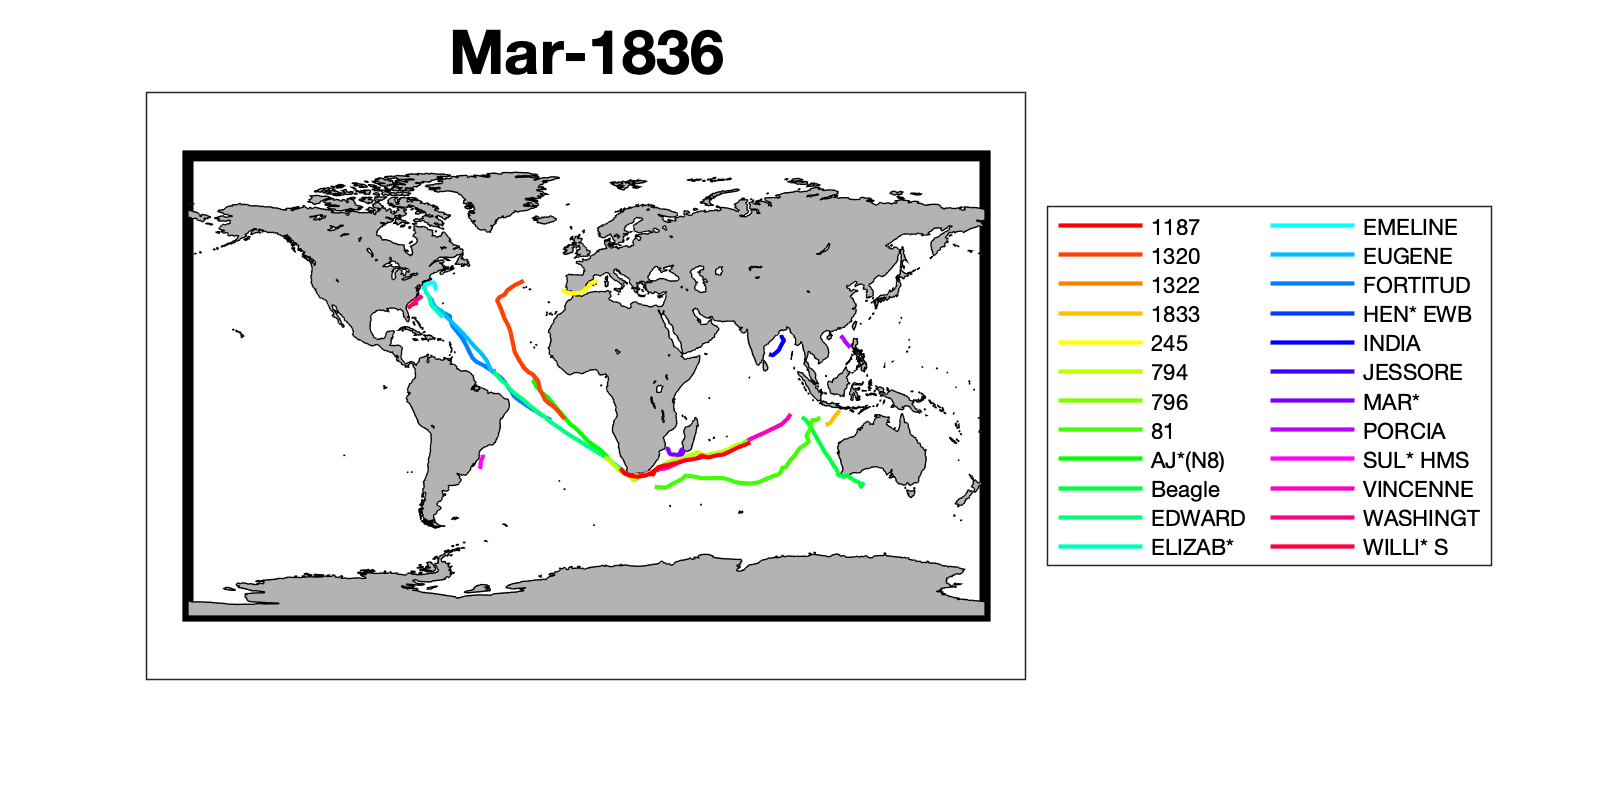 Mar-1836
1187
1320
1322
1833
245
794
796
81
AJ*(N8)
Beagle
EDWARD
ELIZAB*
EMELINE
EUGENE
FORTITUD
HEN* EWB
INDIA
JESSORE
MAR*
PORCIA
SUL* HMS
VINCENNE
WASHINGT
WILLI* S